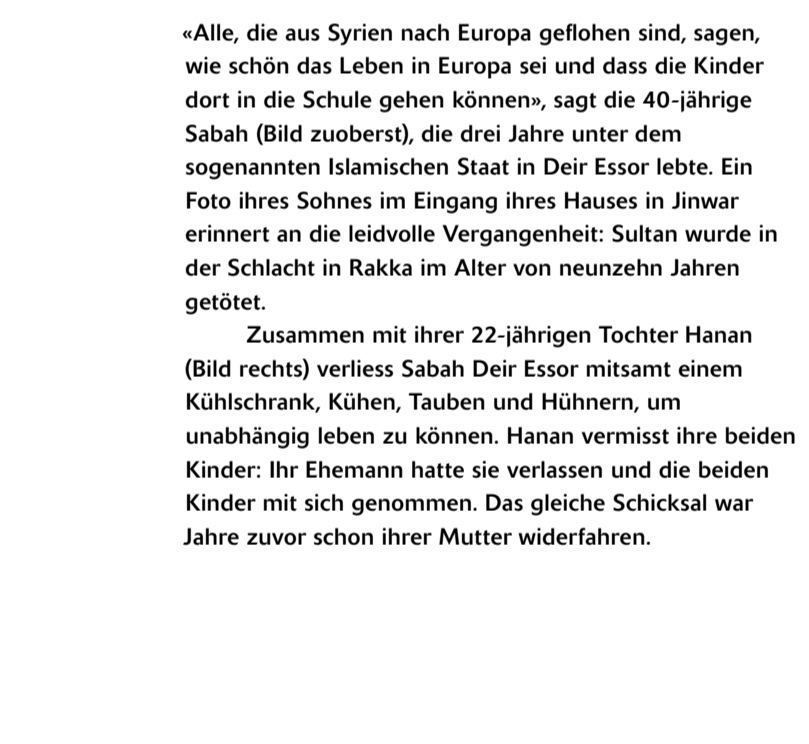 «Alle, die aus Syrien nach Europa geflohen sind, sagen,
wie schön das Leben in Europa sei und dass die Kinder
dort in die Schule gehen können», sagt die 40-jährige
Sabah (Bild zuoberst), die drei Jahre unter dem
sogenannten Islamischen Staat in Deir Essor lebte. Ein
Foto ihres Sohnes im Eingang ihres Hauses in Jinwar
erinnert an die leidvolle Vergangenheit: Sultan wurde in
der Schlacht in Rakka im Alter von neunzehn Jahren
getötet.
Zusammen mit ihrer 22-jährigen Tochter Hanan
(Bild rechts) verliess Sabah Deir Essor mitsamt einem
Kühlschrank, Kühen, Tauben und Hühnern, um
unabhängig leben zu können. Hanan vermisst ihre beiden
Kinder: Ihr Ehemann hatte sie verlassen und die beiden
Kinder mit sich genommen. Das gleiche Schicksal war
Jahre zuvor schon ihrer Mutter widerfahren.